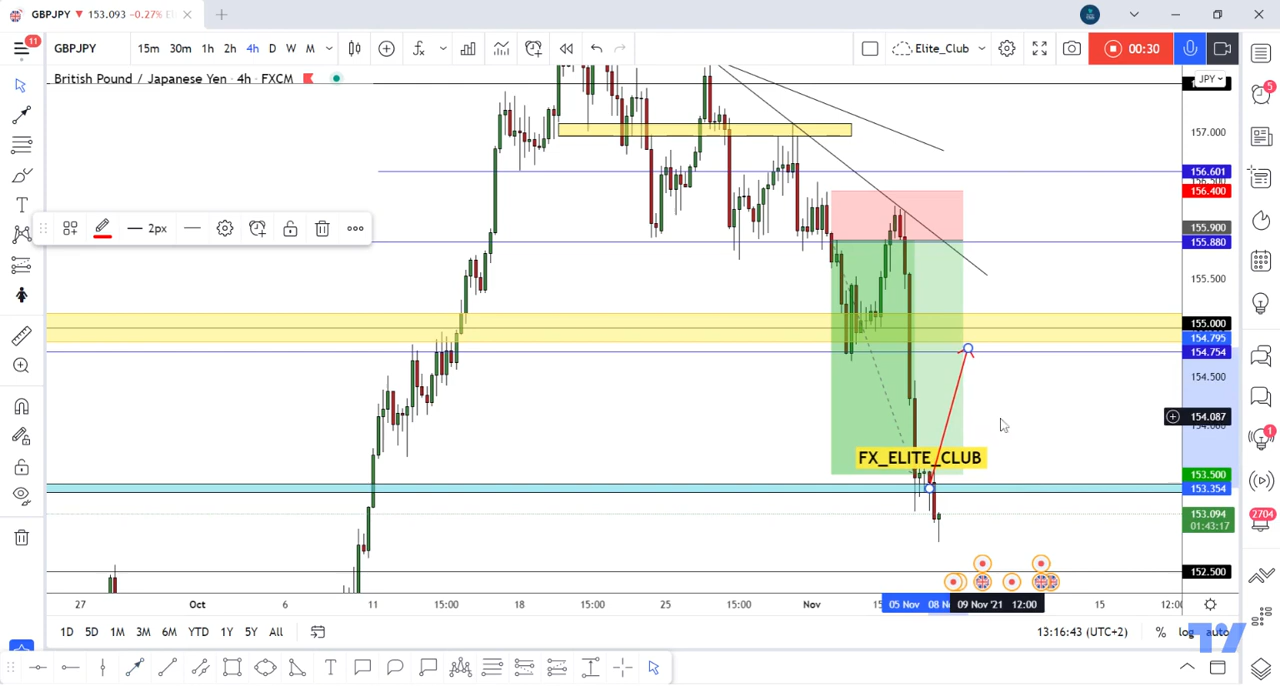 GBPJPY ▼ 153.093 -0.27%
11
GBPJPY 15m 30m 1h 2h 4h D W M Elite_Club 00:30
British Pound / Japanese Yen · 4h · FXCM
JPY
5
157.000
156.601
156.400
2px
155.900
155.880
155.500
155.000
154.795
154.754
154.500
154.087
154.000
1
FX_ELITE_CLUB
153.500
153.354
153.094
01:43:17
2704
152.500
27 Oct 6 11 15:00 18 15:00 25 15:00 Nov 05 Nov 09 Nov '21 12:00 15 12:00
1D 5D 1M 3M 6M YTD 1Y 5Y All 13:16:43 (UTC+2) % log auto